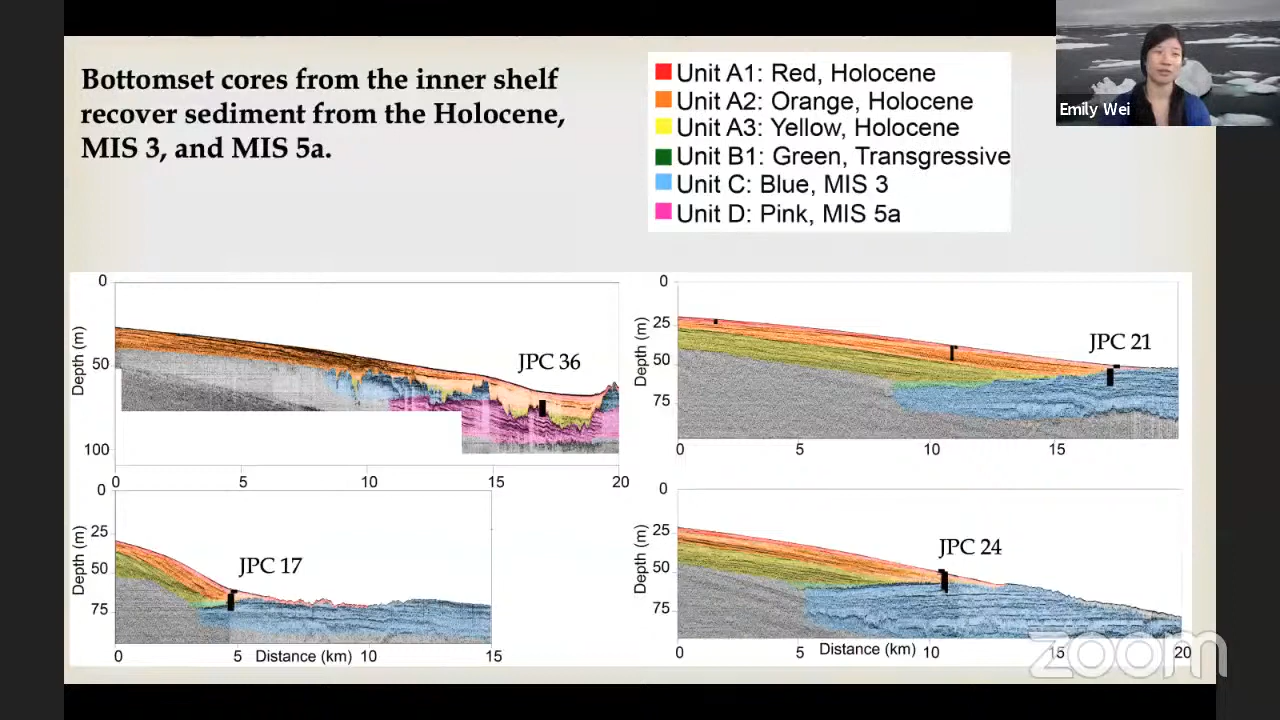 Bottomset cores from the inner shelf
recover sediment from the Holocene,
MIS 3, and MIS 5a.
Unit A1: Red, Holocene
Unit A2: Orange, Holocene
Unit A3: Yellow, Holocene
Unit B1: Green, Transgressive
Unit C: Blue, MIS 3
Unit D: Pink, MIS 5a
Emily Wei
0
50
100
Depth (m)
JPC 36
0 5 10 15 20
0
25
50
75
Depth (m)
JPC 21
0 5 10 15
0
25
50
75
Depth (m)
JPC 17
0 5 Distance (km) 10 15
0
25
50
75
Depth (m)
JPC 24
0 5 Distance (km) 10 15 20
zoom